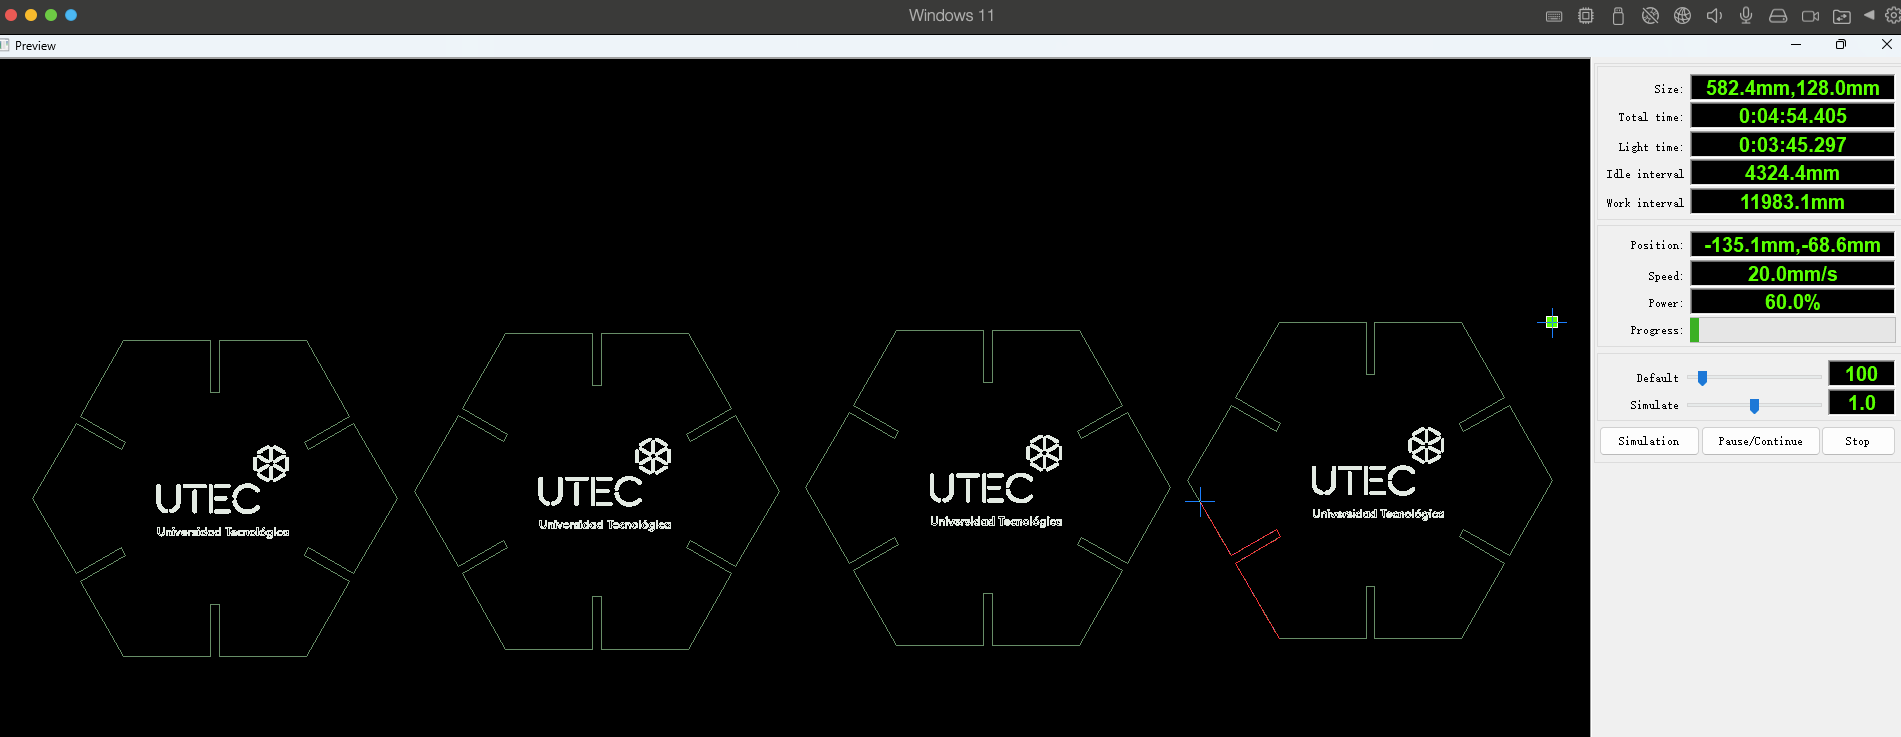 Windows 11
Preview
Size: 582.4mm,128.0mm
Total time: 0:04:54.405
Light time: 0:03:45.297
Idle interval 4324.4mm
Work interval 11983.1mm
Position: -135.1mm,-68.6mm
Speed: 20.0mm/s
Power: 60.0%
Progress:
Default 100
Simulate 1.0
Simulation Pause/Continue Stop
UTEC
Universidad Tecnológica
UTEC
Universidad Tecnológica
UTEC
Universidad Tecnológica
UTEC
Universidad Tecnológica